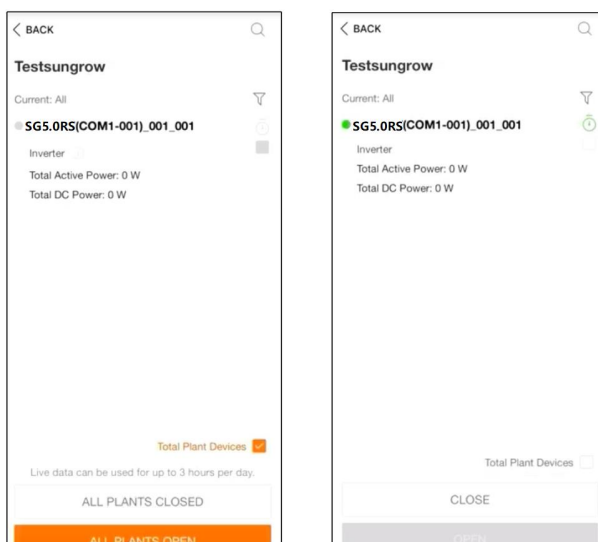 BACK
Testsungrow
Current: All
SG5.0RS(COM1-001)_001_001
Inverter
Total Active Power: 0 W
Total DC Power: 0 W
Total Plant Devices
Live data can be used for up to 3 hours per day.
ALL PLANTS CLOSED
ALL PLANTS OPEN
BACK
Testsungrow
Current: All
SG5.0RS(COM1-001)_001_001
Inverter
Total Active Power: 0 W
Total DC Power: 0 W
Total Plant Devices
CLOSE
OPEN